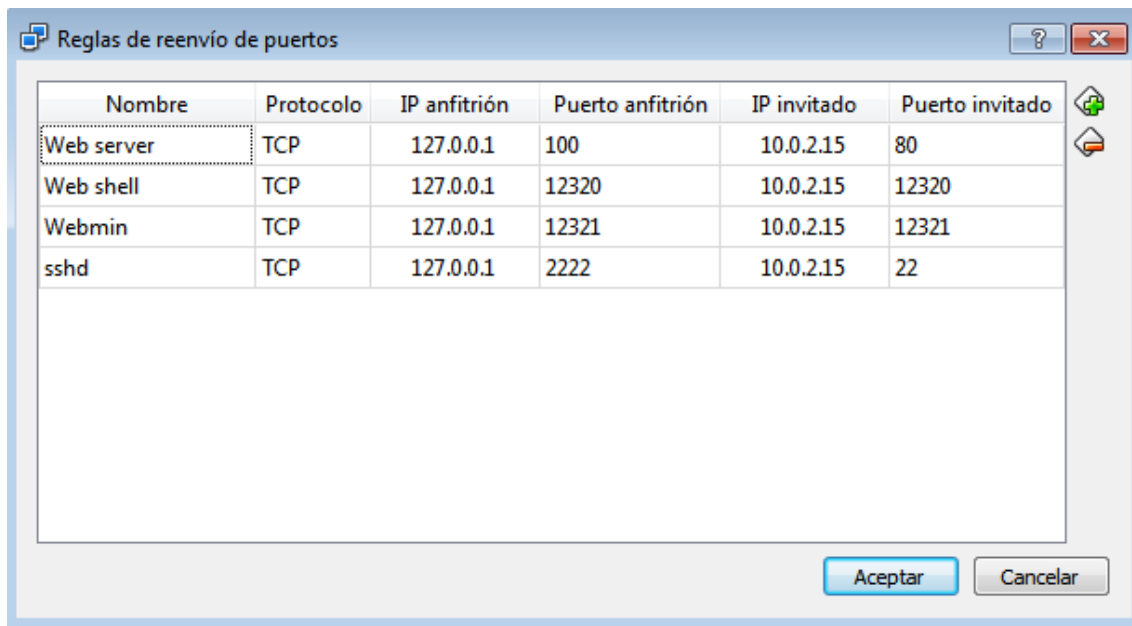 Reglas de reenvío de puertos
Nombre Protocolo IP anfitrión Puerto anfitrión IP invitado Puerto invitado
Web server TCP 127.0.0.1 100 10.0.2.15 80
Web shell TCP 127.0.0.1 12320 10.0.2.15 12320
Webmin TCP 127.0.0.1 12321 10.0.2.15 12321
sshd TCP 127.0.0.1 2222 10.0.2.15 22
Aceptar Cancelar